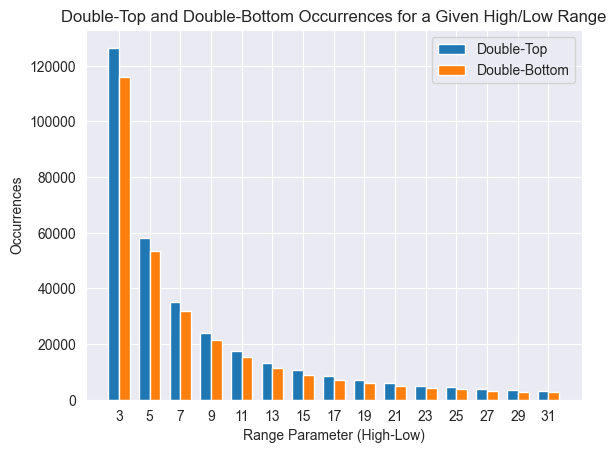 Double-Top and Double-Bottom Occurrences for a Given High/Low Range
Double-Top
Double-Bottom
Occurrences
120000
100000
80000
60000
40000
20000
0
3 5 7 9 11 13 15 17 19 21 23 25 27 29 31
Range Parameter (High-Low)